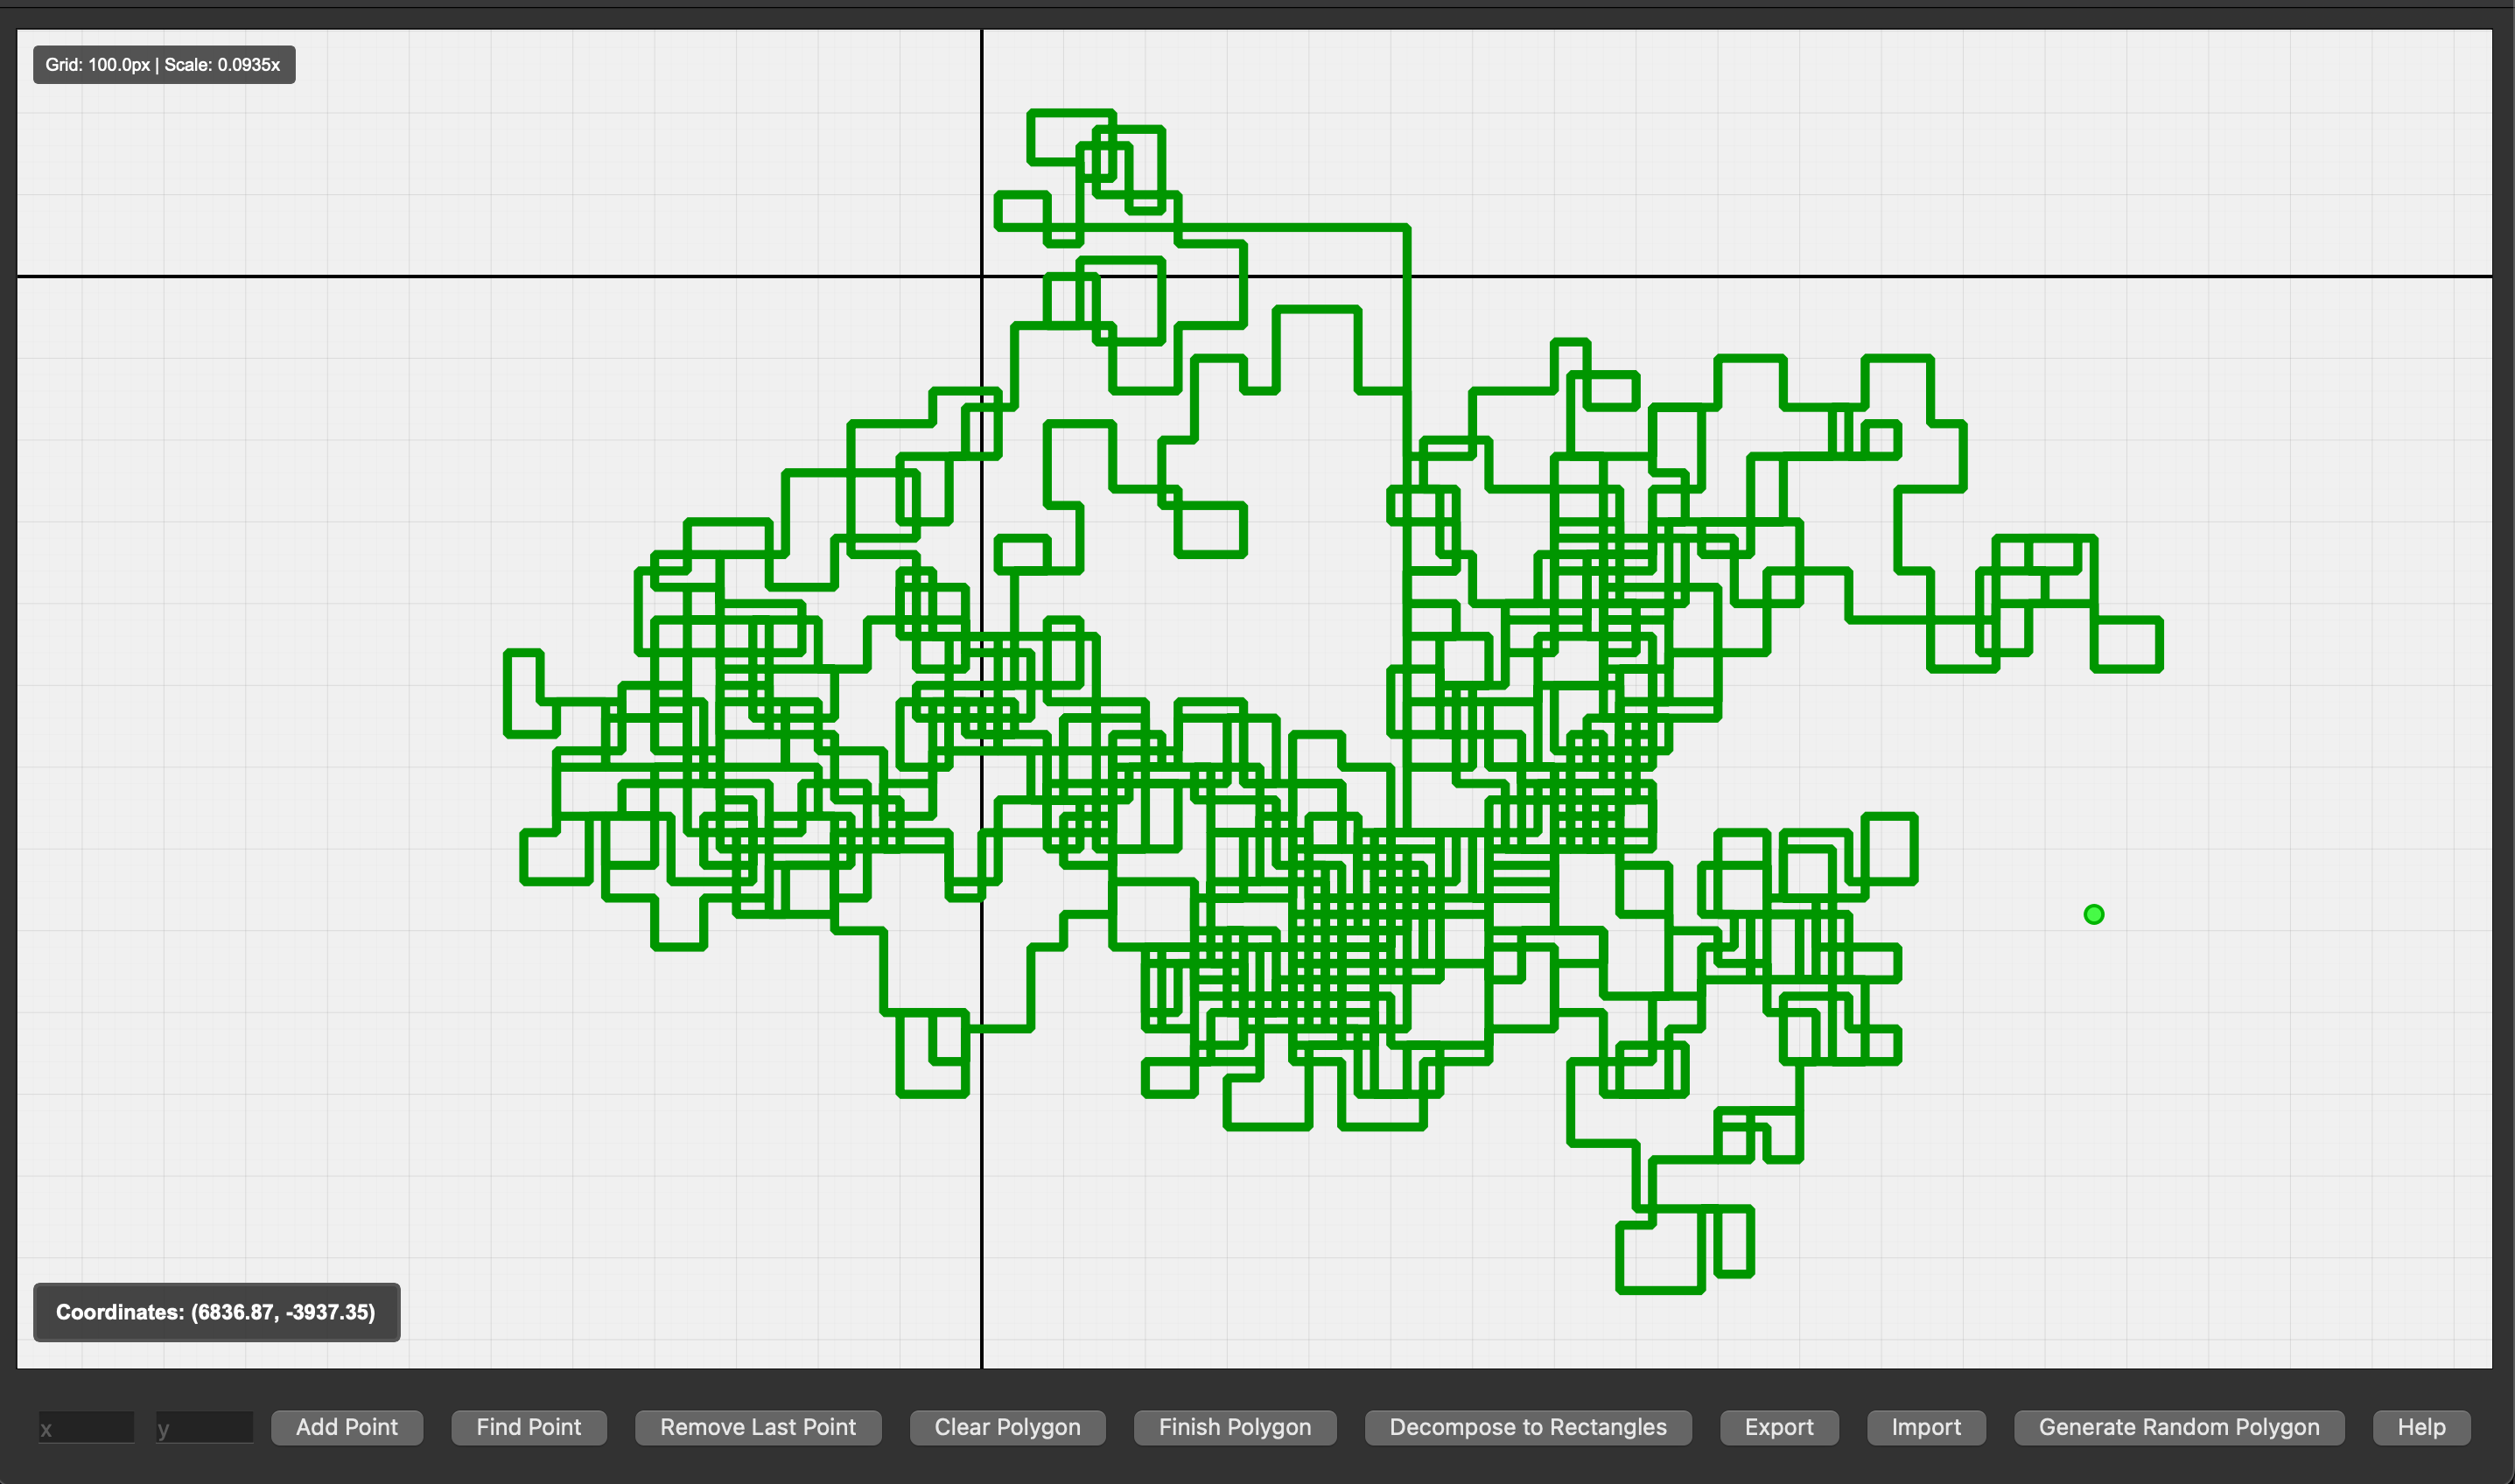 Grid: 100.0px | Scale: 0.0935x
Coordinates: (6836.87, -3937.35)
x y Add Point Find Point Remove Last Point Clear Polygon Finish Polygon Decompose to Rectangles Export Import Generate Random Polygon Help